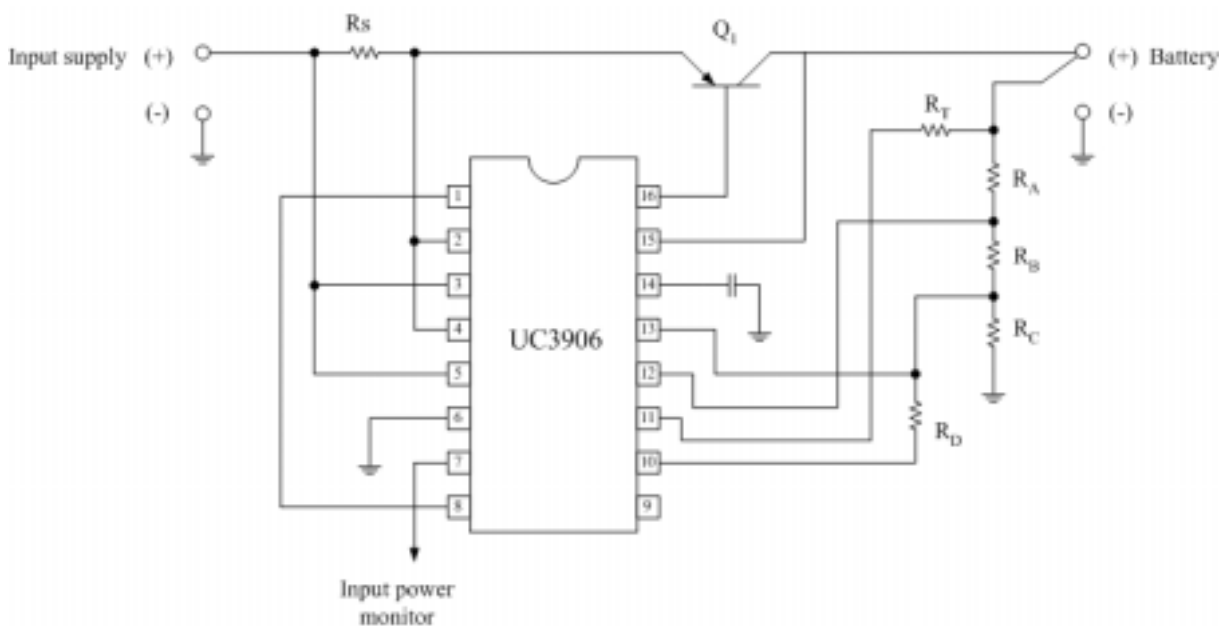 Rs
Q1
Input supply (+)
(+) Battery
(-)
(-)
RT
RA
RB
RC
RD
1
2
3
4
5
6
7
8
16
15
14
13
12
11
10
9
UC3906
Input power
monitor